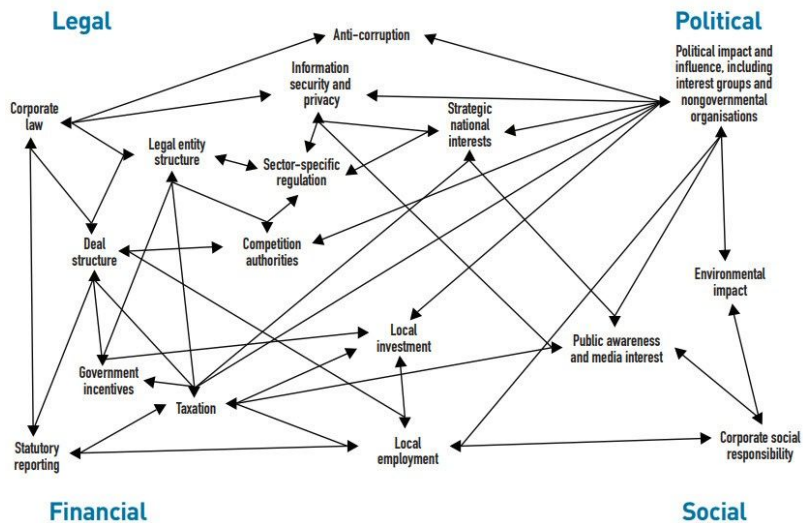 Legal
Political
Anti-corruption
Political impact and
influence, including
interest groups and
nongovernmental
organisations
Information
security and
privacy
Corporate
law
Strategic
national
interests
Legal entity
structure
Sector-specific
regulation
Deal
structure
Competition
authorities
Environmental
impact
Local
investment
Public awareness
and media interest
Government
incentives
Taxation
Statutory
reporting
Local
employment
Corporate social
responsibility
Financial
Social